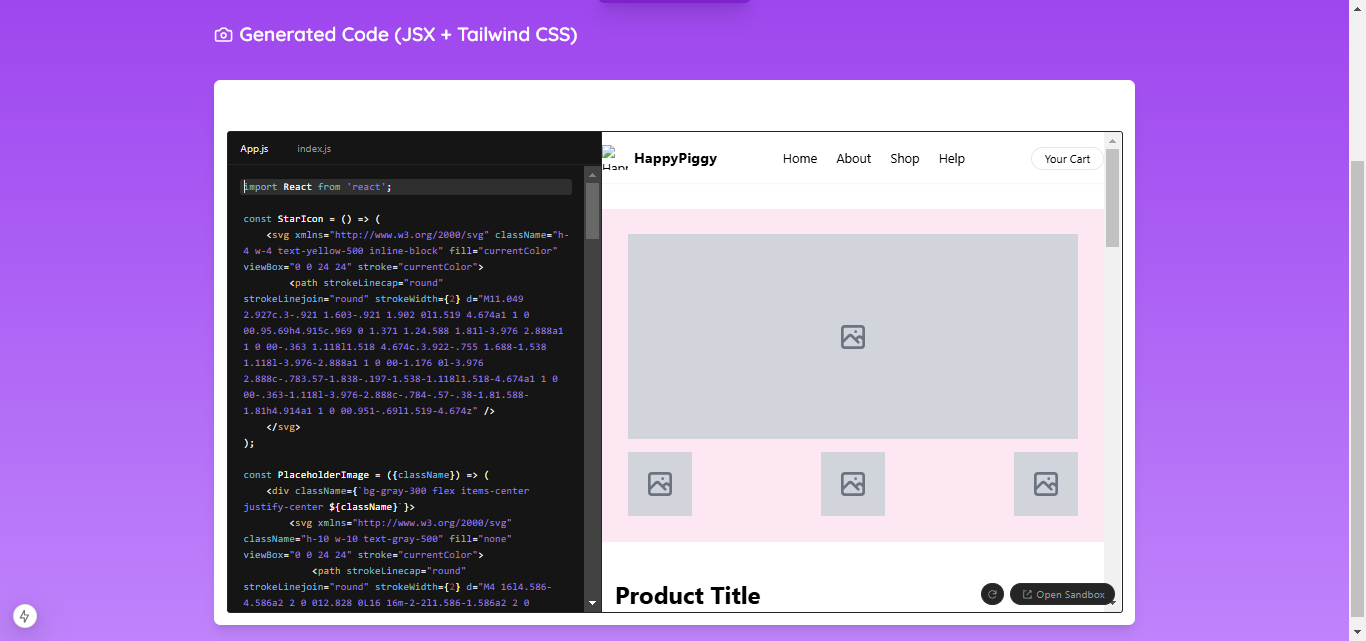 Generated Code (JSX + Tailwind CSS)
App.js index.js
import React from 'react';
const StarIcon = () => (
<svg xmlns="http://www.w3.org/2000/svg" className="h-
4 w-4 text-yellow-500 inline-block" fill="currentColor"
viewBox="0 0 24 24" stroke="currentColor">
<path strokeLinecap="round"
strokeLinejoin="round" strokeWidth={2} d="M11.049
2.927c.3-.921 1.603-.921 1.902 0l1.519 4.674a1 1 0
00.95.69h4.915c.969 0 1.371 1.24.588 1.81l-3.976 2.888a1
1 0 00-.363 1.118l1.518 4.674c.3.922-.755 1.688-1.538
1.118l-3.976-2.888a1 1 0 00-1.176 0l-3.976
2.888c-.783.57-1.838-.197-1.538-1.118l1.518-4.674a1 1 0
00-.363-1.118l-3.976-2.888c-.784-.57-.38-1.81.588-
1.81h4.914a1 1 0 00.951-.69l1.519-4.674z" />
</svg>
);
const PlaceholderImage = ({className}) => (
<div className={`bg-gray-300 flex items-center
justify-center ${className}`}>
<svg xmlns="http://www.w3.org/2000/svg"
className="h-10 w-10 text-gray-500" fill="none"
viewBox="0 0 24 24" stroke="currentColor">
<path strokeLinecap="round"
strokeLinejoin="round" strokeWidth={2} d="M4 16l4.586-
4.586a2 2 0 012.828 0L16 16m-2-2l1.586-1.586a2 2 0
HappyPiggy
Home About Shop Help
Your Cart
Product Title
Open Sandbox